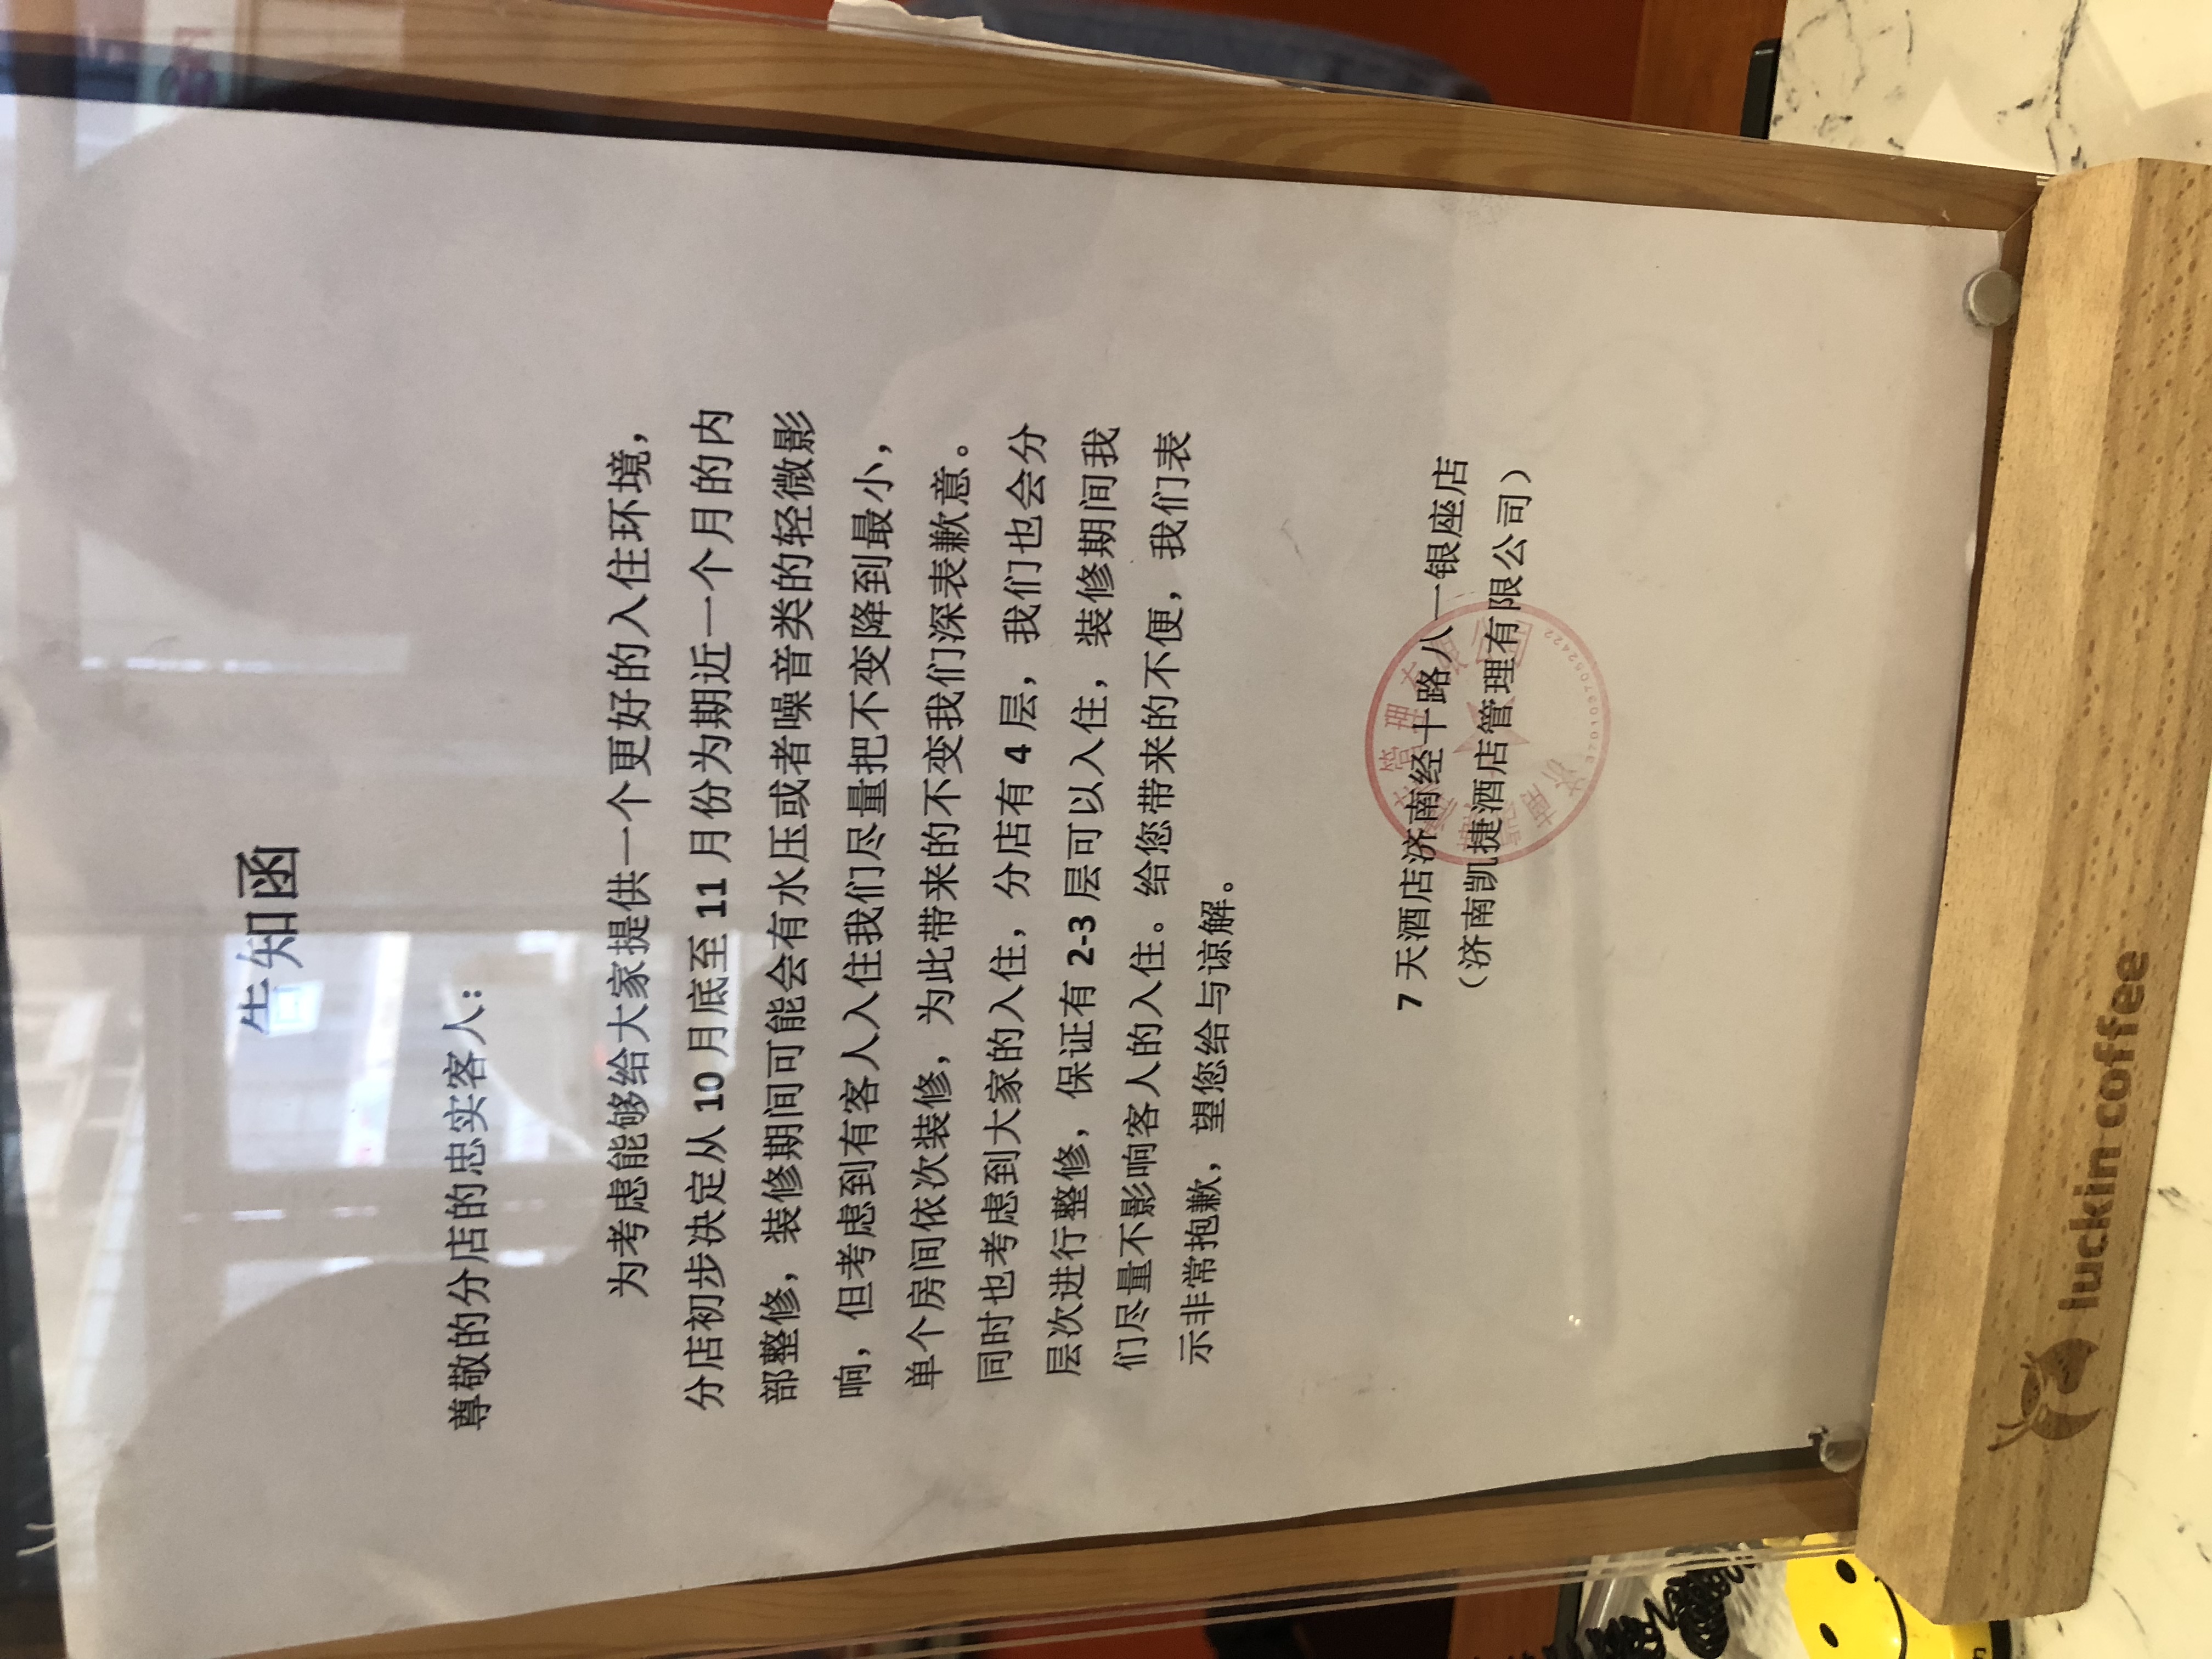 告知函
尊敬的分店的忠实客人：
为考虑能够给大家提供一个更好的入住环境，
分店初步决定从 10 月底至 11 月份为期近一个月的内
部整修，装修期间可能会有水压或者噪音类的轻微影
响，但考虑到有客人入住我们尽量把不变降到最小，
单个房间依次装修，为此带来的不变我们深表歉意。
同时也考虑到大家的入住，分店有 4 层，我们也会分
层次进行整修，保证有 2-3 层可以入住，装修期间我
们尽量不影响客人的入住。给您带来的不便，我们表
示非常抱歉，望您给与谅解。
7 天酒店济南经十路八一银座店
（济南凯捷酒店管理有限公司）
luckin coffee